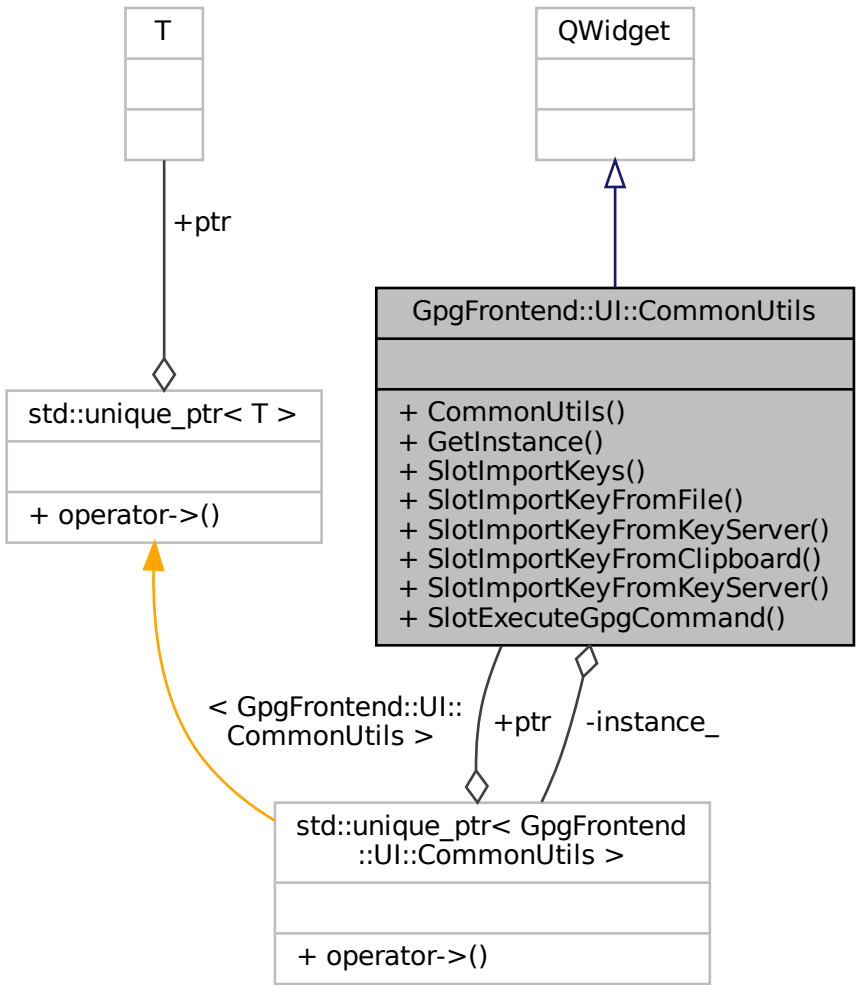 T
QWidget
+ptr
GpgFrontend::UI::CommonUtils
+ CommonUtils()
+ GetInstance()
+ SlotImportKeys()
+ SlotImportKeyFromFile()
+ SlotImportKeyFromKeyServer()
+ SlotImportKeyFromClipboard()
+ SlotImportKeyFromKeyServer()
+ SlotExecuteGpgCommand()
std::unique_ptr< T >
+ operator->()
< GpgFrontend::UI::
CommonUtils >
+ptr
-instance_
std::unique_ptr< GpgFrontend
::UI::CommonUtils >
+ operator->()